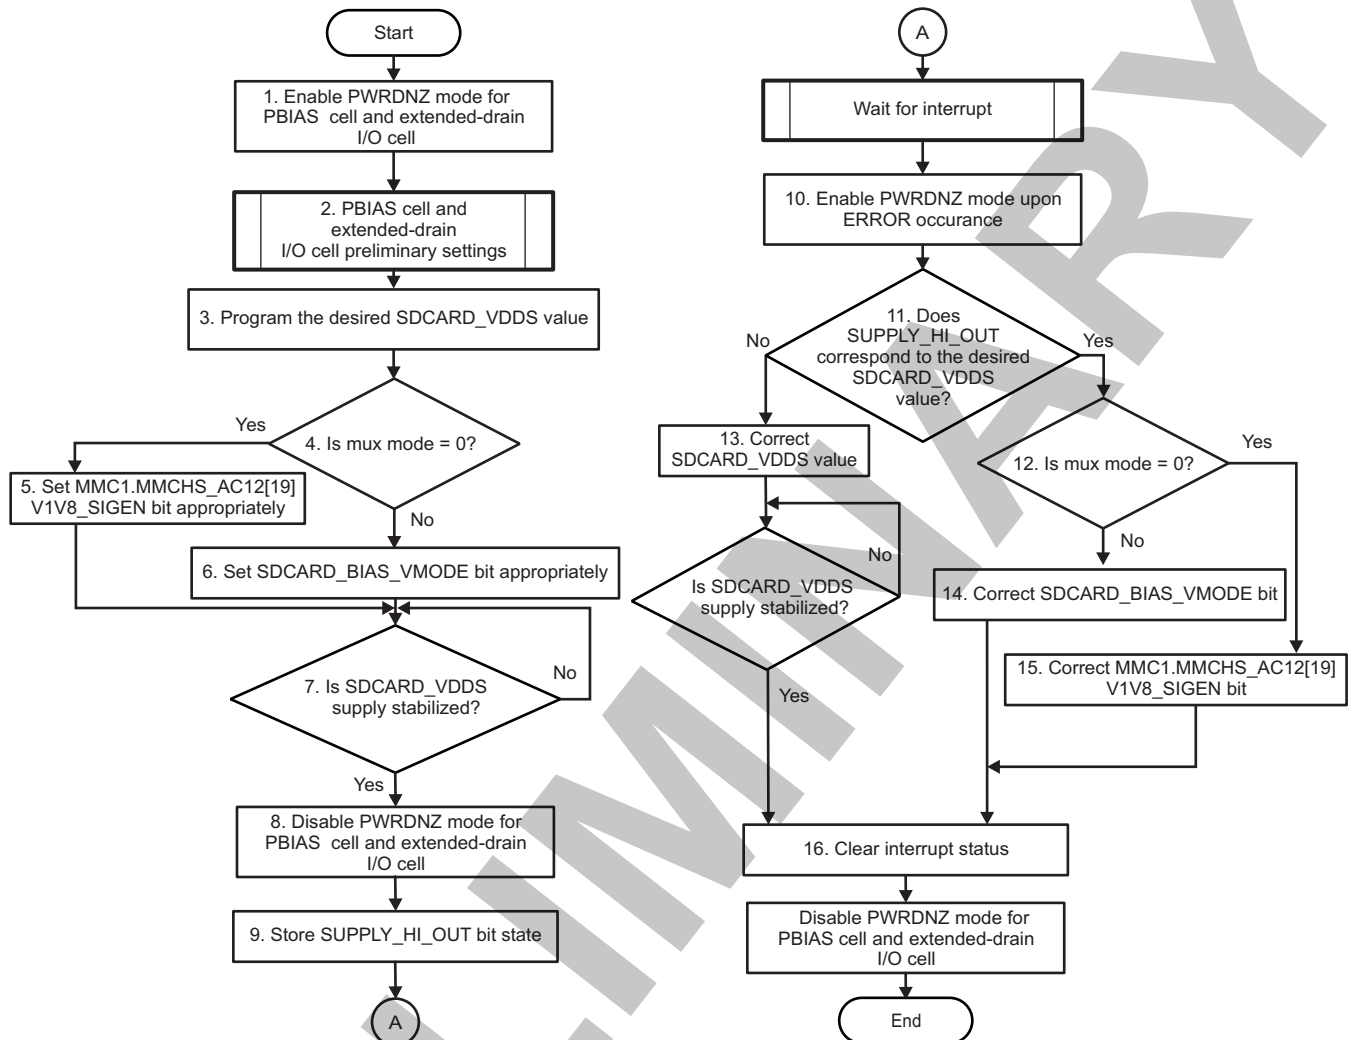 Start
1. Enable PWRDNZ mode for
PBIAS cell and extended-drain
I/O cell
2. PBIAS cell and
extended-drain
I/O cell preliminary settings
3. Program the desired SDCARD_VDDS value
4. Is mux mode = 0?
Yes
No
5. Set MMC1.MMCHS_AC12[19]
V1V8_SIGEN bit appropriately
6. Set SDCARD_BIAS_VMODE bit appropriately
7. Is SDCARD_VDDS
supply stabilized?
No
Yes
8. Disable PWRDNZ mode for
PBIAS cell and extended-drain
I/O cell
9. Store SUPPLY_HI_OUT bit state
A
A
Wait for interrupt
10. Enable PWRDNZ mode upon
ERROR occurance
11. Does
SUPPLY_HI_OUT
correspond to the desired
SDCARD_VDDS
value?
No
Yes
13. Correct
SDCARD_VDDS value
12. Is mux mode = 0?
Yes
No
Is SDCARD_VDDS
supply stabilized?
No
Yes
14. Correct SDCARD_BIAS_VMODE bit
15. Correct MMC1.MMCHS_AC12[19]
V1V8_SIGEN bit
16. Clear interrupt status
Disable PWRDNZ mode for
PBIAS cell and extended-drain
I/O cell
End
LIMINARY